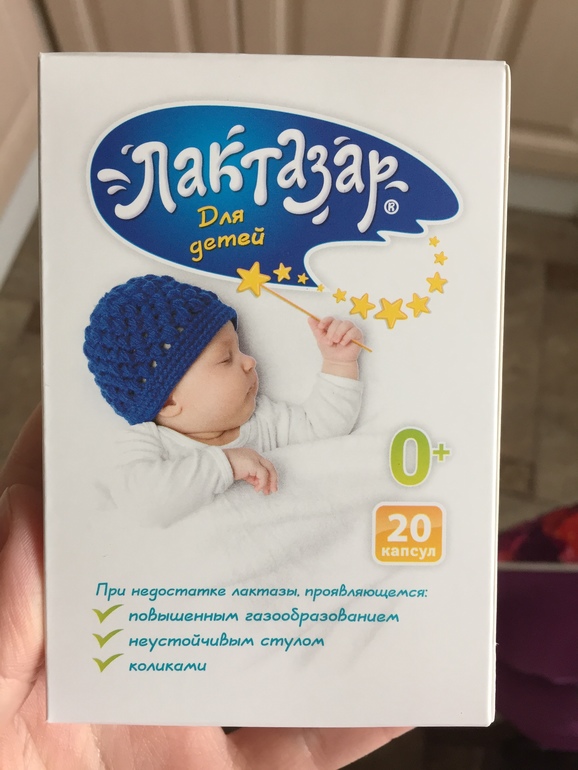 Лактазар®
Для
детей
0+
20
капсул
При недостатке лактазы, проявляющемся:
повышенным газообразованием
неустойчивым стулом
коликами